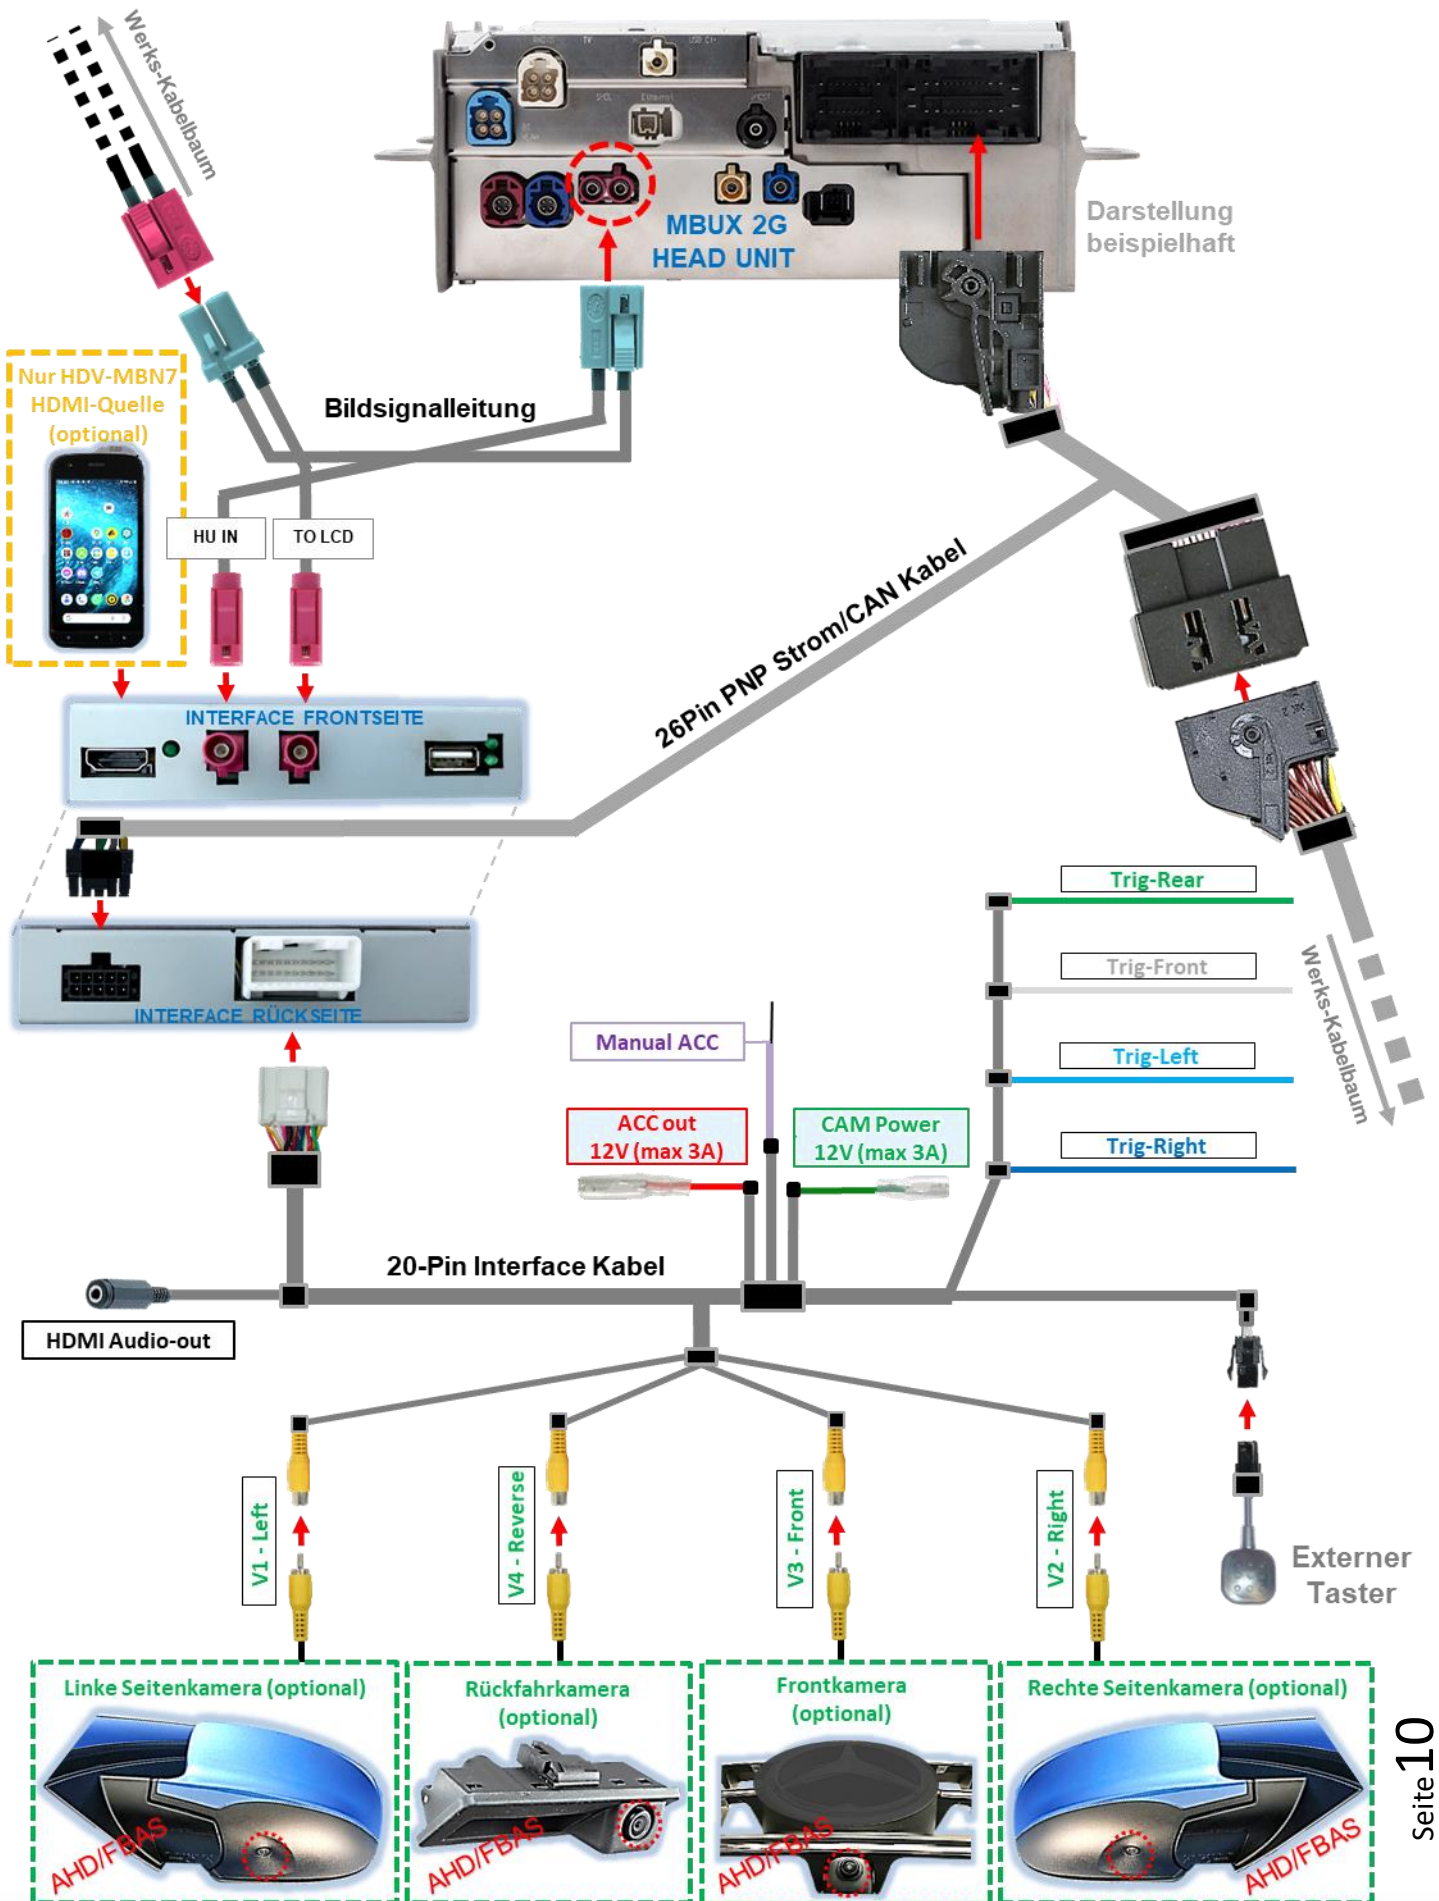 Werks-Kabelbaum
MBUX 2G
HEAD UNIT
Darstellung
beispielhaft
Nur HDV-MBN7
HDMI-Quelle
(optional)
Bildsignalleitung
HU IN
TO LCD
26Pin PNP Strom/CAN Kabel
INTERFACE FRONTSEITE
INTERFACE RÜCKSEITE
Trig-Rear
Trig-Front
Trig-Left
Trig-Right
Werks-Kabelbaum
Manual ACC
ACC out
12V (max 3A)
CAM Power
12V (max 3A)
20-Pin Interface Kabel
HDMI Audio-out
V1 - Left
V4 - Reverse
V3 - Front
V2 - Right
Externer
Taster
Linke Seitenkamera (optional)
AHD/FBAS
Rückfahrkamera
(optional)
AHD/FBAS
Frontkamera
(optional)
AHD/FBAS
Rechte Seitenkamera (optional)
AHD/FBAS
Seite 10